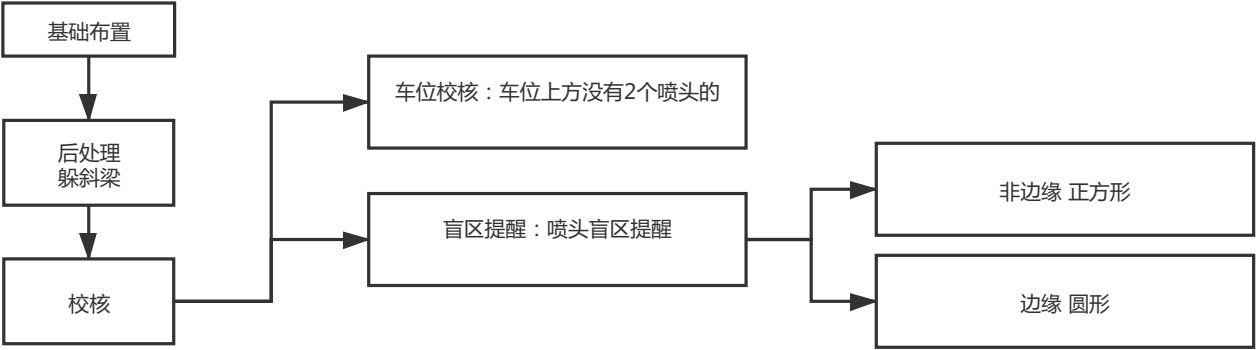 基础布置
后处理
躲斜梁
校核
车位校核：车位上方没有2个喷头的
盲区提醒：喷头盲区提醒
非边缘 正方形
边缘 圆形